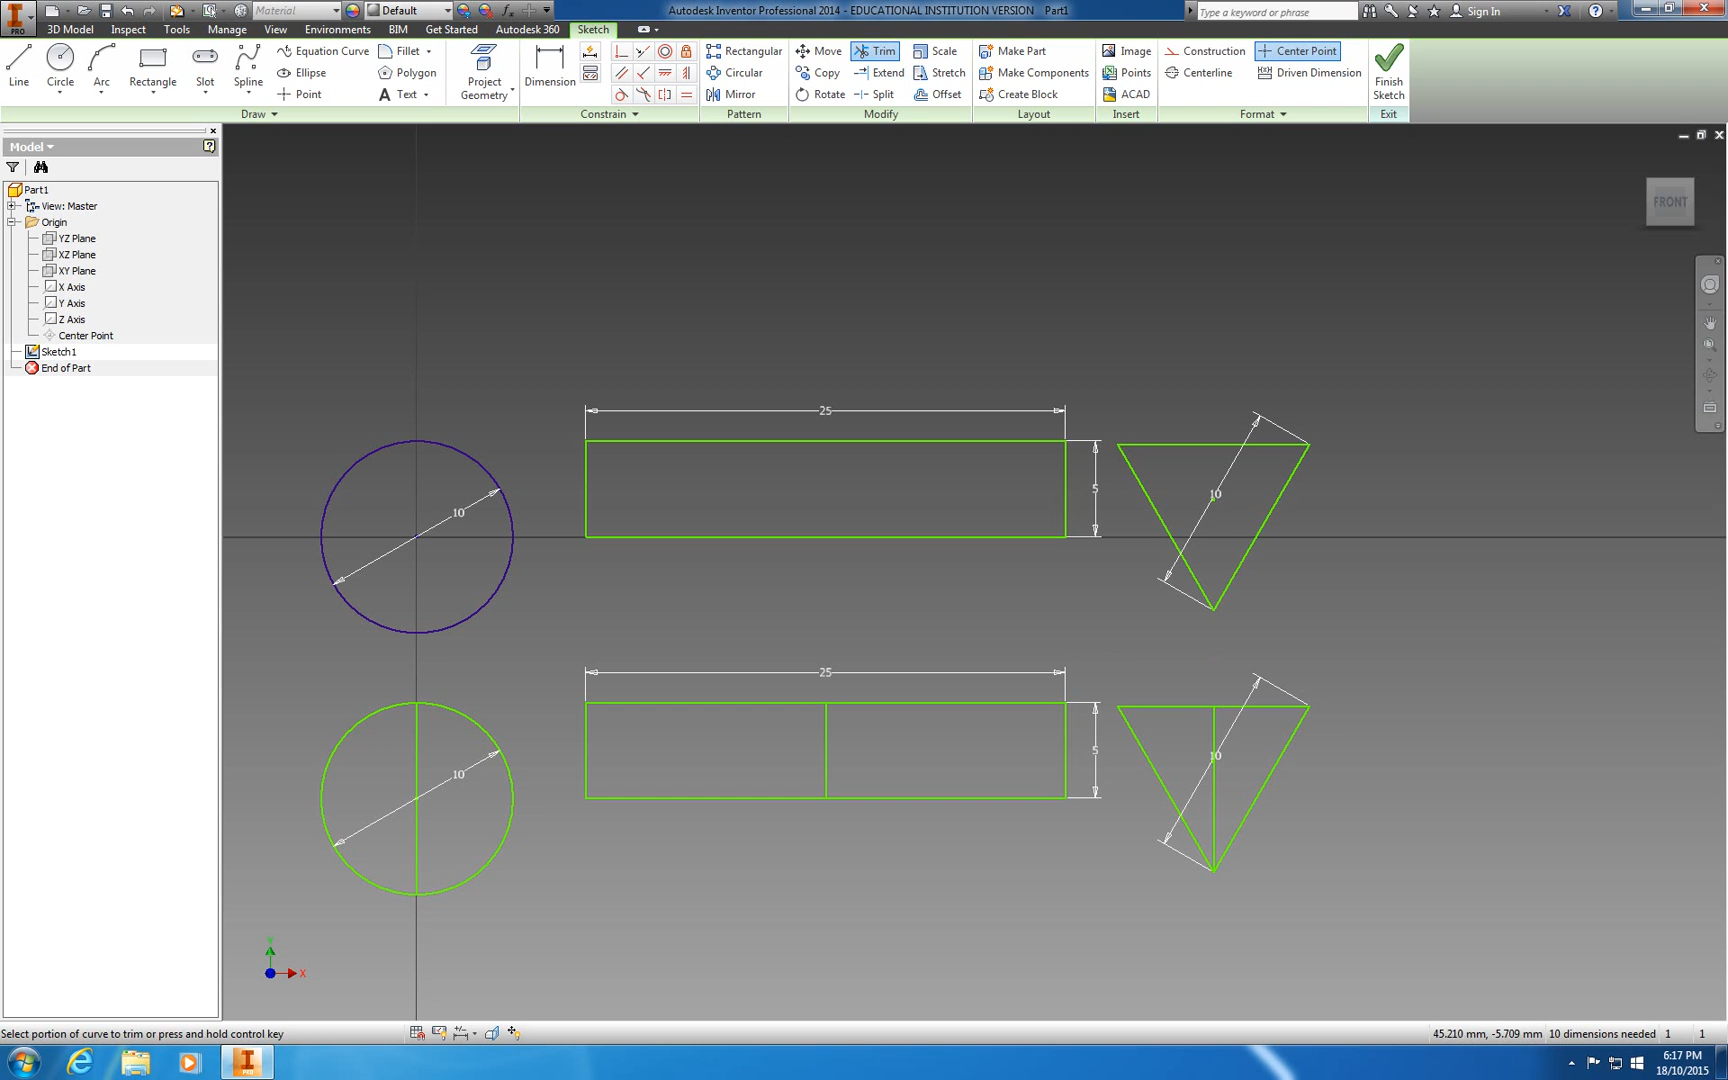 Material
Default
Autodesk Inventor Professional 2014 - EDUCATIONAL INSTITUTION VERSION Part1
Type a keyword or phrase
Sign In
PRO
3D Model Inspect Tools Manage View Environments BIM Get Started Autodesk 360 Sketch
Line
Circle
Arc
Rectangle
Slot
Spline
Equation Curve
Ellipse
Point
Fillet
Polygon
Text
Project
Geometry
Dimension
Rectangular
Circular
Mirror
Move
Copy
Rotate
Trim
Extend
Split
Scale
Stretch
Offset
Make Part
Make Components
Create Block
Image
Points
ACAD
Construction
Centerline
Center Point
Driven Dimension
Finish
Sketch
Draw Constrain Pattern Modify Layout Insert Format Exit
Model
Part1
View: Master
Origin
YZ Plane
XZ Plane
XY Plane
X Axis
Y Axis
Z Axis
Center Point
Sketch1
End of Part
FRONT
25
5
10
10
25
5
10
10
Y
X
Select portion of curve to trim or press and hold control key
45.210 mm, -5.709 mm 10 dimensions needed 1 1
PRO
6:17 PM
18/10/2015